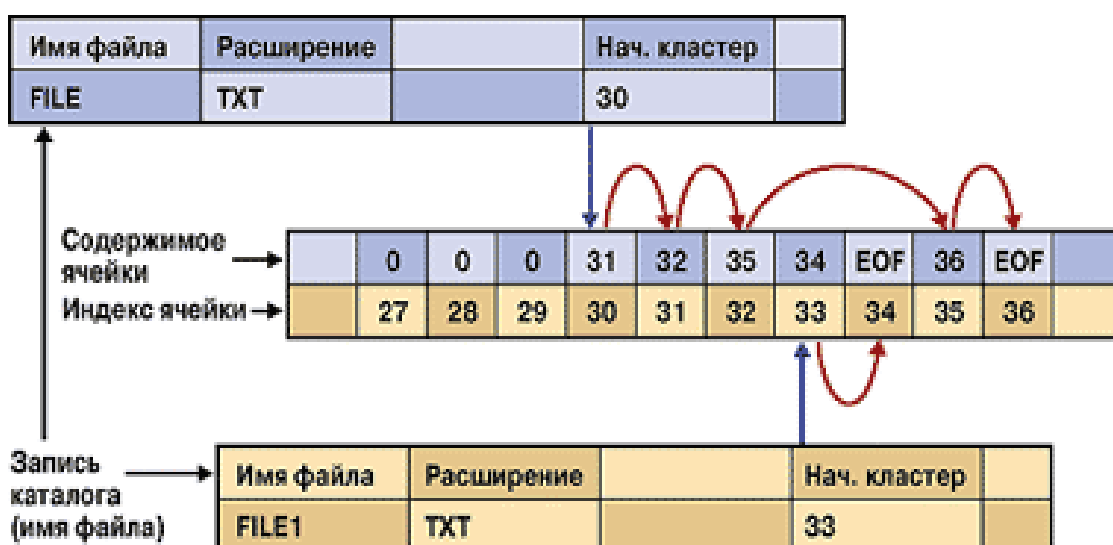 Имя файла Расширение Нач. кластер
FILE TXT 30
Содержимое
ячейки
0 0 0 31 32 35 34 EOF 36 EOF
Индекс ячейки
27 28 29 30 31 32 33 34 35 36
Запись
каталога
(имя файла)
Имя файла Расширение Нач. кластер
FILE1 TXT 33